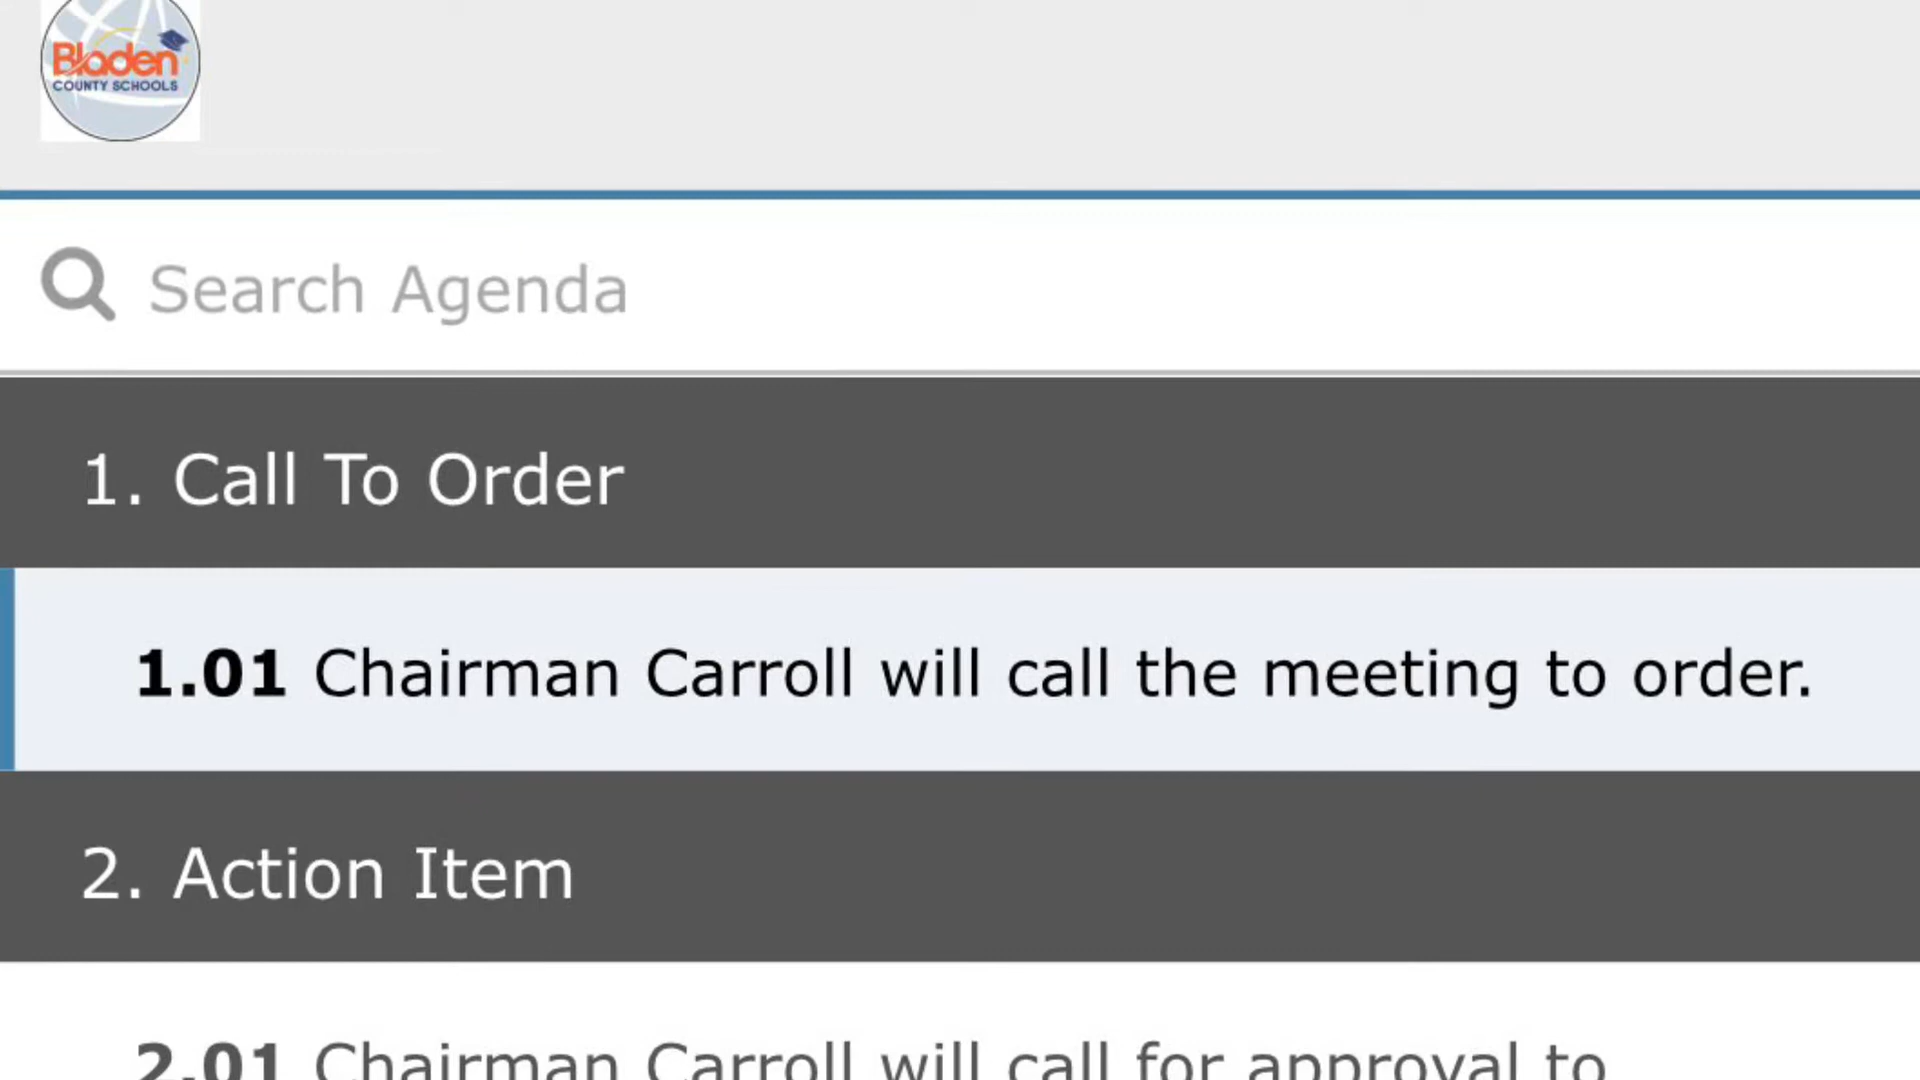 Bladen
COUNTY SCHOOLS
Search Agenda
1. Call To Order
1.01 Chairman Carroll will call the meeting to order.
2. Action Item
2.01 Chairman Carroll will call for approval to